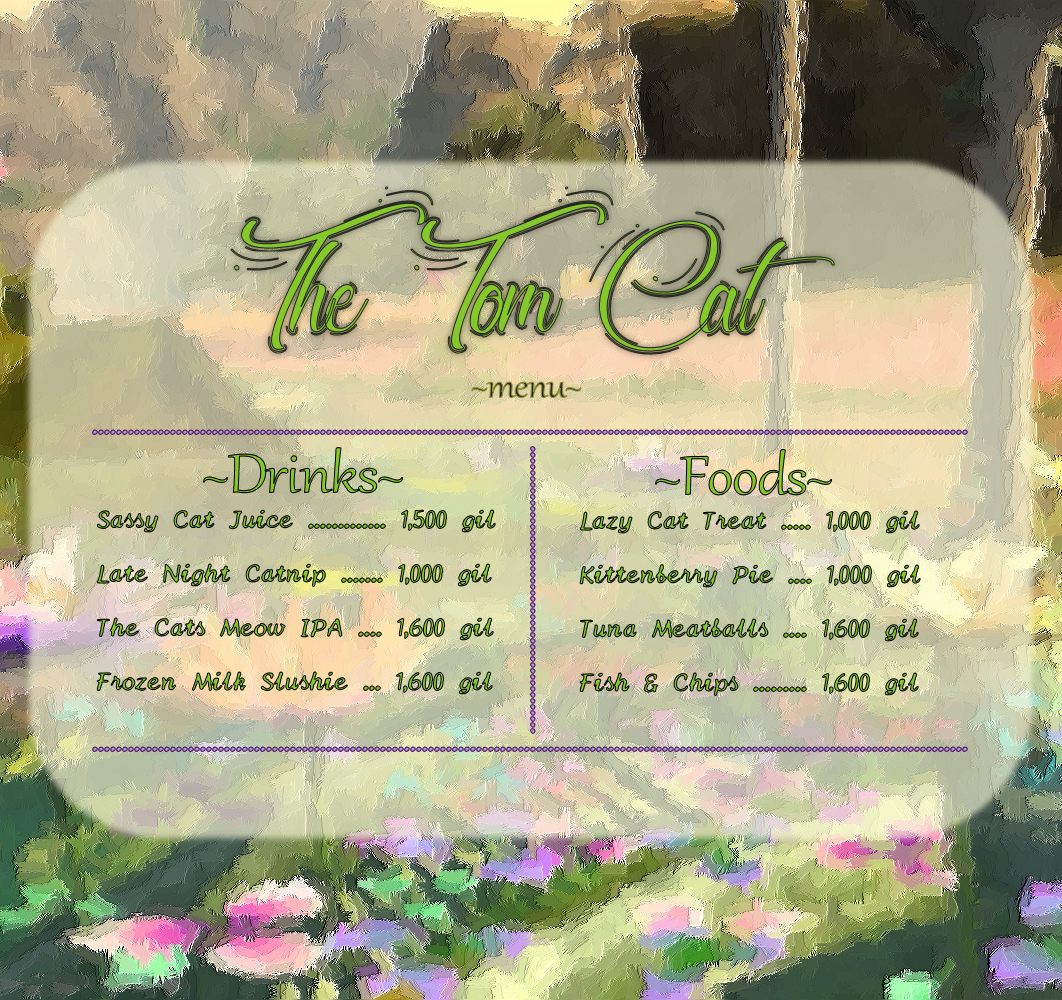 The Tom Cat
~menu~
~Drinks~
Sassy Cat Juice .............. 1,500 gil
Late Night Catnip ........ 1,000 gil
The Cats Meow IPA .... 1,600 gil
Frozen Milk Slushie ... 1,600 gil
~Foods~
Lazy Cat Treat ..... 1,000 gil
Kittenberry Pie .... 1,000 gil
Tuna Meatballs .... 1,600 gil
Fish & Chips ......... 1,600 gil